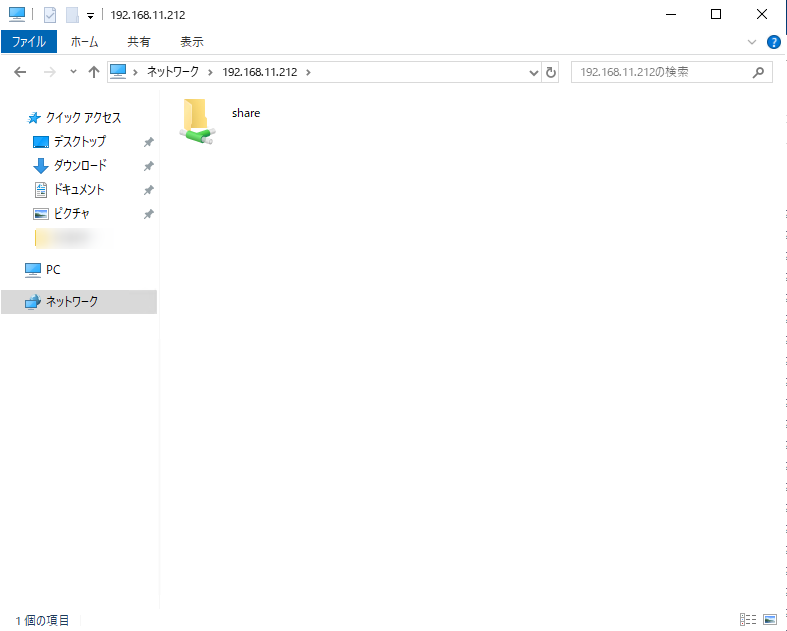 192.168.11.212
ファイル ホーム 共有 表示
ネットワーク 192.168.11.212 192.168.11.212の検索
クイック アクセス
share
デスクトップ
ダウンロード
ドキュメント
ピクチャ
PC
ネットワーク
1 個の項目